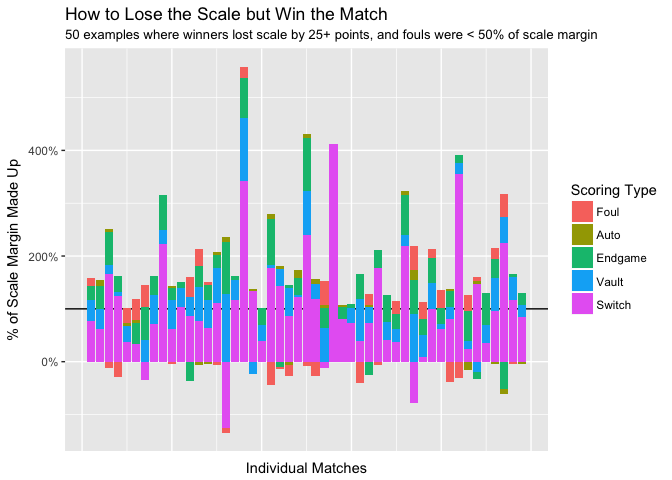 How to Lose the Scale but Win the Match
50 examples where winners lost scale by 25+ points, and fouls were < 50% of scale margin
% of Scale Margin Made Up
400%
200%
0%
Individual Matches
Scoring Type
Foul
Auto
Endgame
Vault
Switch